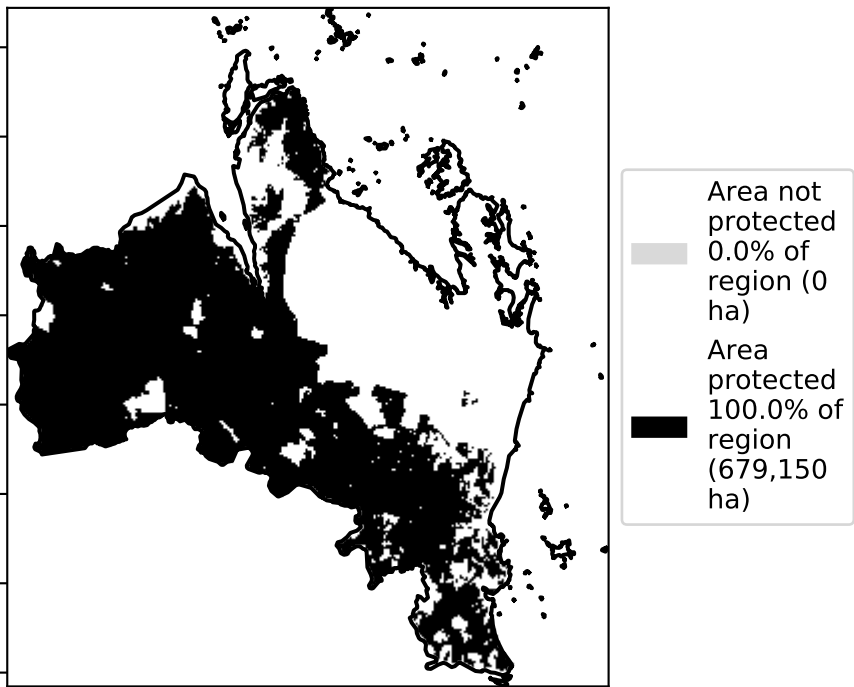 Area not
protected
0.0% of
region (0
ha)
Area
protected
100.0% of
region
(679,150
ha)